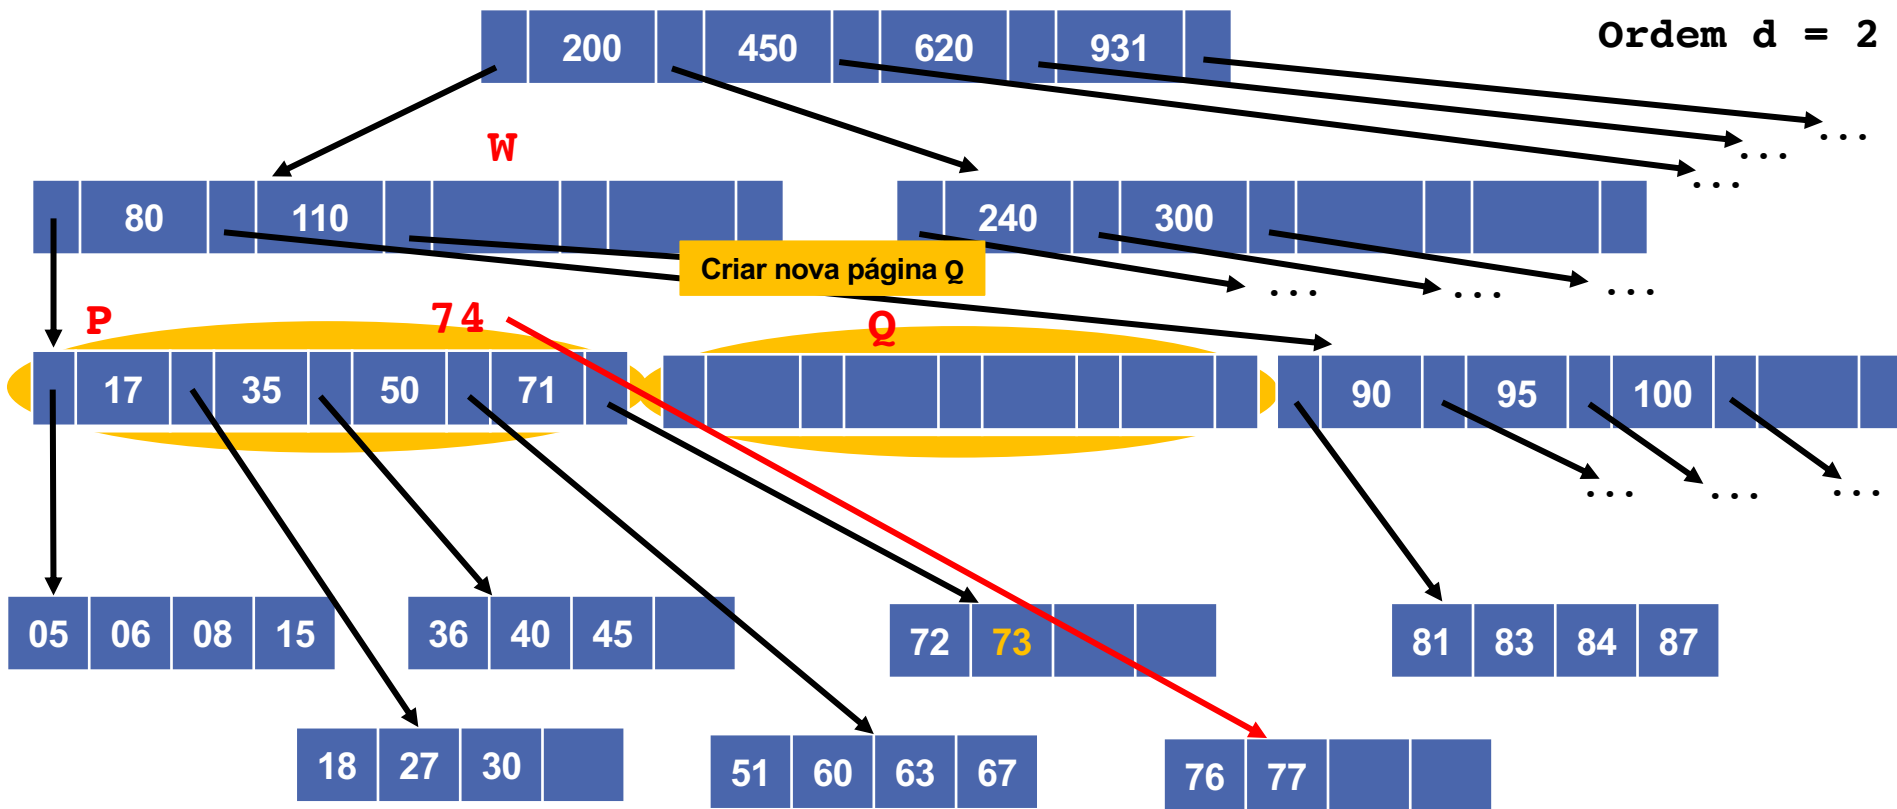 Ordem d = 2
200 450 620 931
...
...
...
W
80 110
240 300
Criar nova página Q
... ... ...
P 74 Q
17 35 50 71
90 95 100
... ... ...
05 06 08 15
36 40 45
72 73
81 83 84 87
18 27 30
51 60 63 67
76 77